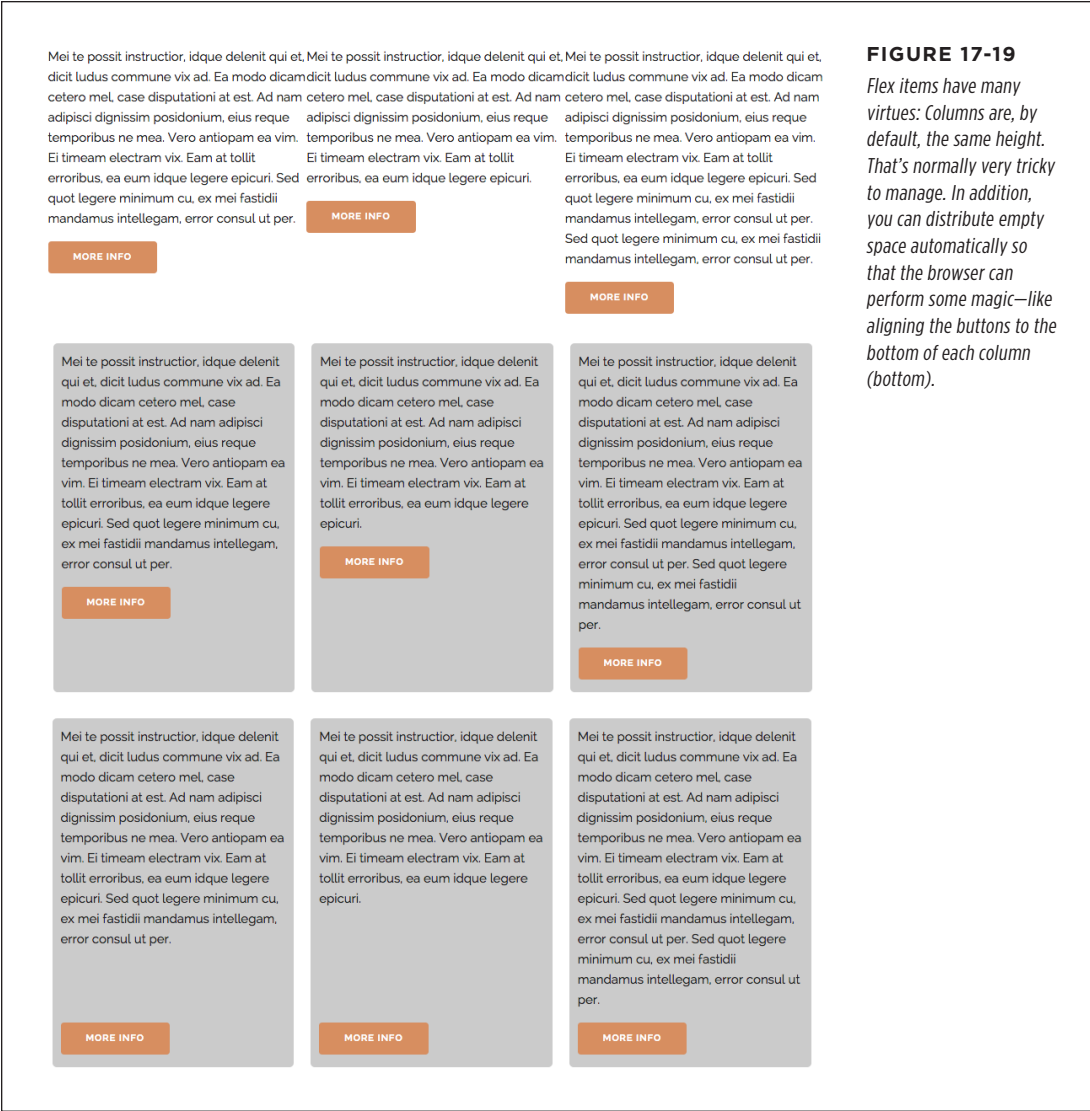 Mei te possit instructior, idque delenit qui et,
dicit ludus commune vix ad. Ea modo dicam
cetero mel, case disputationi at est. Ad nam
adipisci dignissim posidonium, eius reque
temporibus ne mea. Vero antiopam ea vim.
Ei timeam electram vix. Eam at tollit
erroribus, ea eum idque legere epicuri. Sed
quot legere minimum cu, ex mei fastidii
mandamus intellegam, error consul ut per.
MORE INFO
Mei te possit instructior, idque delenit qui et,
dicit ludus commune vix ad. Ea modo dicam
cetero mel, case disputationi at est. Ad nam
adipisci dignissim posidonium, eius reque
temporibus ne mea. Vero antiopam ea vim.
Ei timeam electram vix. Eam at tollit
erroribus, ea eum idque legere epicuri.
MORE INFO
Mei te possit instructior, idque delenit qui et,
dicit ludus commune vix ad. Ea modo dicam
cetero mel, case disputationi at est. Ad nam
adipisci dignissim posidonium, eius reque
temporibus ne mea. Vero antiopam ea vim.
Ei timeam electram vix. Eam at tollit
erroribus, ea eum idque legere epicuri. Sed
quot legere minimum cu, ex mei fastidii
mandamus intellegam, error consul ut per.
Sed quot legere minimum cu, ex mei fastidii
mandamus intellegam, error consul ut per.
MORE INFO
Mei te possit instructior, idque delenit
qui et, dicit ludus commune vix ad. Ea
modo dicam cetero mel, case
disputationi at est. Ad nam adipisci
dignissim posidonium, eius reque
temporibus ne mea. Vero antiopam ea
vim. Ei timeam electram vix. Eam at
tollit erroribus, ea eum idque legere
epicuri. Sed quot legere minimum cu,
ex mei fastidii mandamus intellegam,
error consul ut per.
MORE INFO
Mei te possit instructior, idque delenit
qui et, dicit ludus commune vix ad. Ea
modo dicam cetero mel, case
disputationi at est. Ad nam adipisci
dignissim posidonium, eius reque
temporibus ne mea. Vero antiopam ea
vim. Ei timeam electram vix. Eam at
tollit erroribus, ea eum idque legere
epicuri.
MORE INFO
Mei te possit instructior, idque delenit
qui et, dicit ludus commune vix ad. Ea
modo dicam cetero mel, case
disputationi at est. Ad nam adipisci
dignissim posidonium, eius reque
temporibus ne mea. Vero antiopam ea
vim. Ei timeam electram vix. Eam at
tollit erroribus, ea eum idque legere
epicuri. Sed quot legere minimum cu,
ex mei fastidii mandamus intellegam,
error consul ut per. Sed quot legere
minimum cu, ex mei fastidii
mandamus intellegam, error consul ut
per.
MORE INFO
Mei te possit instructior, idque delenit
qui et, dicit ludus commune vix ad. Ea
modo dicam cetero mel, case
disputationi at est. Ad nam adipisci
dignissim posidonium, eius reque
temporibus ne mea. Vero antiopam ea
vim. Ei timeam electram vix. Eam at
tollit erroribus, ea eum idque legere
epicuri. Sed quot legere minimum cu,
ex mei fastidii mandamus intellegam,
error consul ut per.
MORE INFO
Mei te possit instructior, idque delenit
qui et, dicit ludus commune vix ad. Ea
modo dicam cetero mel, case
disputationi at est. Ad nam adipisci
dignissim posidonium, eius reque
temporibus ne mea. Vero antiopam ea
vim. Ei timeam electram vix. Eam at
tollit erroribus, ea eum idque legere
epicuri.
MORE INFO
Mei te possit instructior, idque delenit
qui et, dicit ludus commune vix ad. Ea
modo dicam cetero mel, case
disputationi at est. Ad nam adipisci
dignissim posidonium, eius reque
temporibus ne mea. Vero antiopam ea
vim. Ei timeam electram vix. Eam at
tollit erroribus, ea eum idque legere
epicuri. Sed quot legere minimum cu,
ex mei fastidii mandamus intellegam,
error consul ut per. Sed quot legere
minimum cu, ex mei fastidii
mandamus intellegam, error consul ut
per.
MORE INFO
FIGURE 17-19
Flex items have many
virtues: Columns are, by
default, the same height.
That's normally very tricky
to manage. In addition,
you can distribute empty
space automatically so
that the browser can
perform some magic—like
aligning the buttons to the
bottom of each column
(bottom).